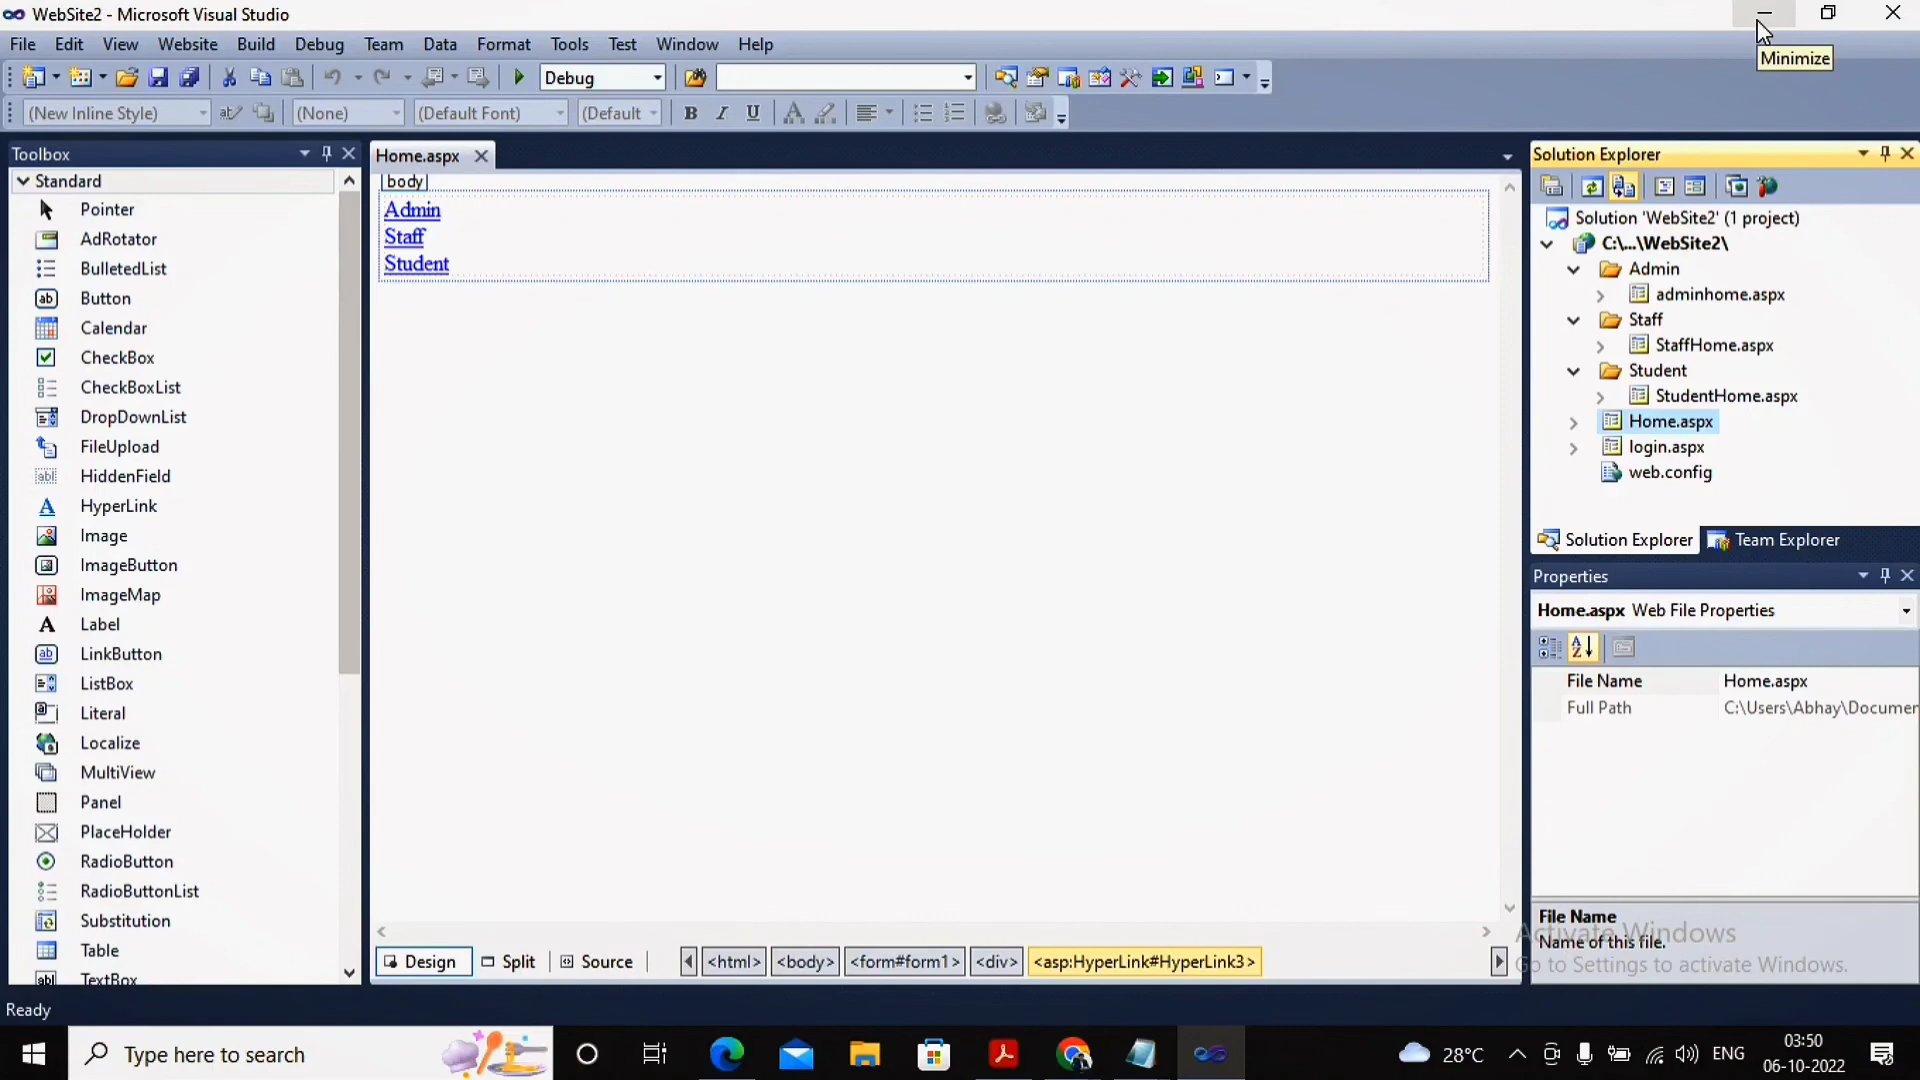 WebSite2 - Microsoft Visual Studio
Minimize
File Edit View Website Build Debug Team Data Format Tools Test Window Help
Debug
(New Inline Style) (None) (Default Font) (Default B I U
Toolbox
Standard
Pointer
AdRotator
BulletedList
Button
Calendar
CheckBox
CheckBoxList
DropDownList
FileUpload
HiddenField
HyperLink
Image
ImageButton
ImageMap
Label
LinkButton
ListBox
Literal
Localize
MultiView
Panel
PlaceHolder
RadioButton
RadioButtonList
Substitution
Table
TextBox
Home.aspx
body
Admin
Staff
Student
Design Split Source <html> <body> <form#form1> <div> <asp:HyperLink#HyperLink3>
Solution Explorer
Solution 'WebSite2' (1 project)
C:\...\WebSite2\
Admin
adminhome.aspx
Staff
StaffHome.aspx
Student
StudentHome.aspx
Home.aspx
login.aspx
web.config
Solution Explorer Team Explorer
Properties
Home.aspx Web File Properties
File Name Home.aspx
Full Path C:\Users\Abhay\Documer
File Name
Name of this file.
Activate Windows
Go to Settings to activate Windows.
Ready
Type here to search
28°C ENG
03:50
06-10-2022